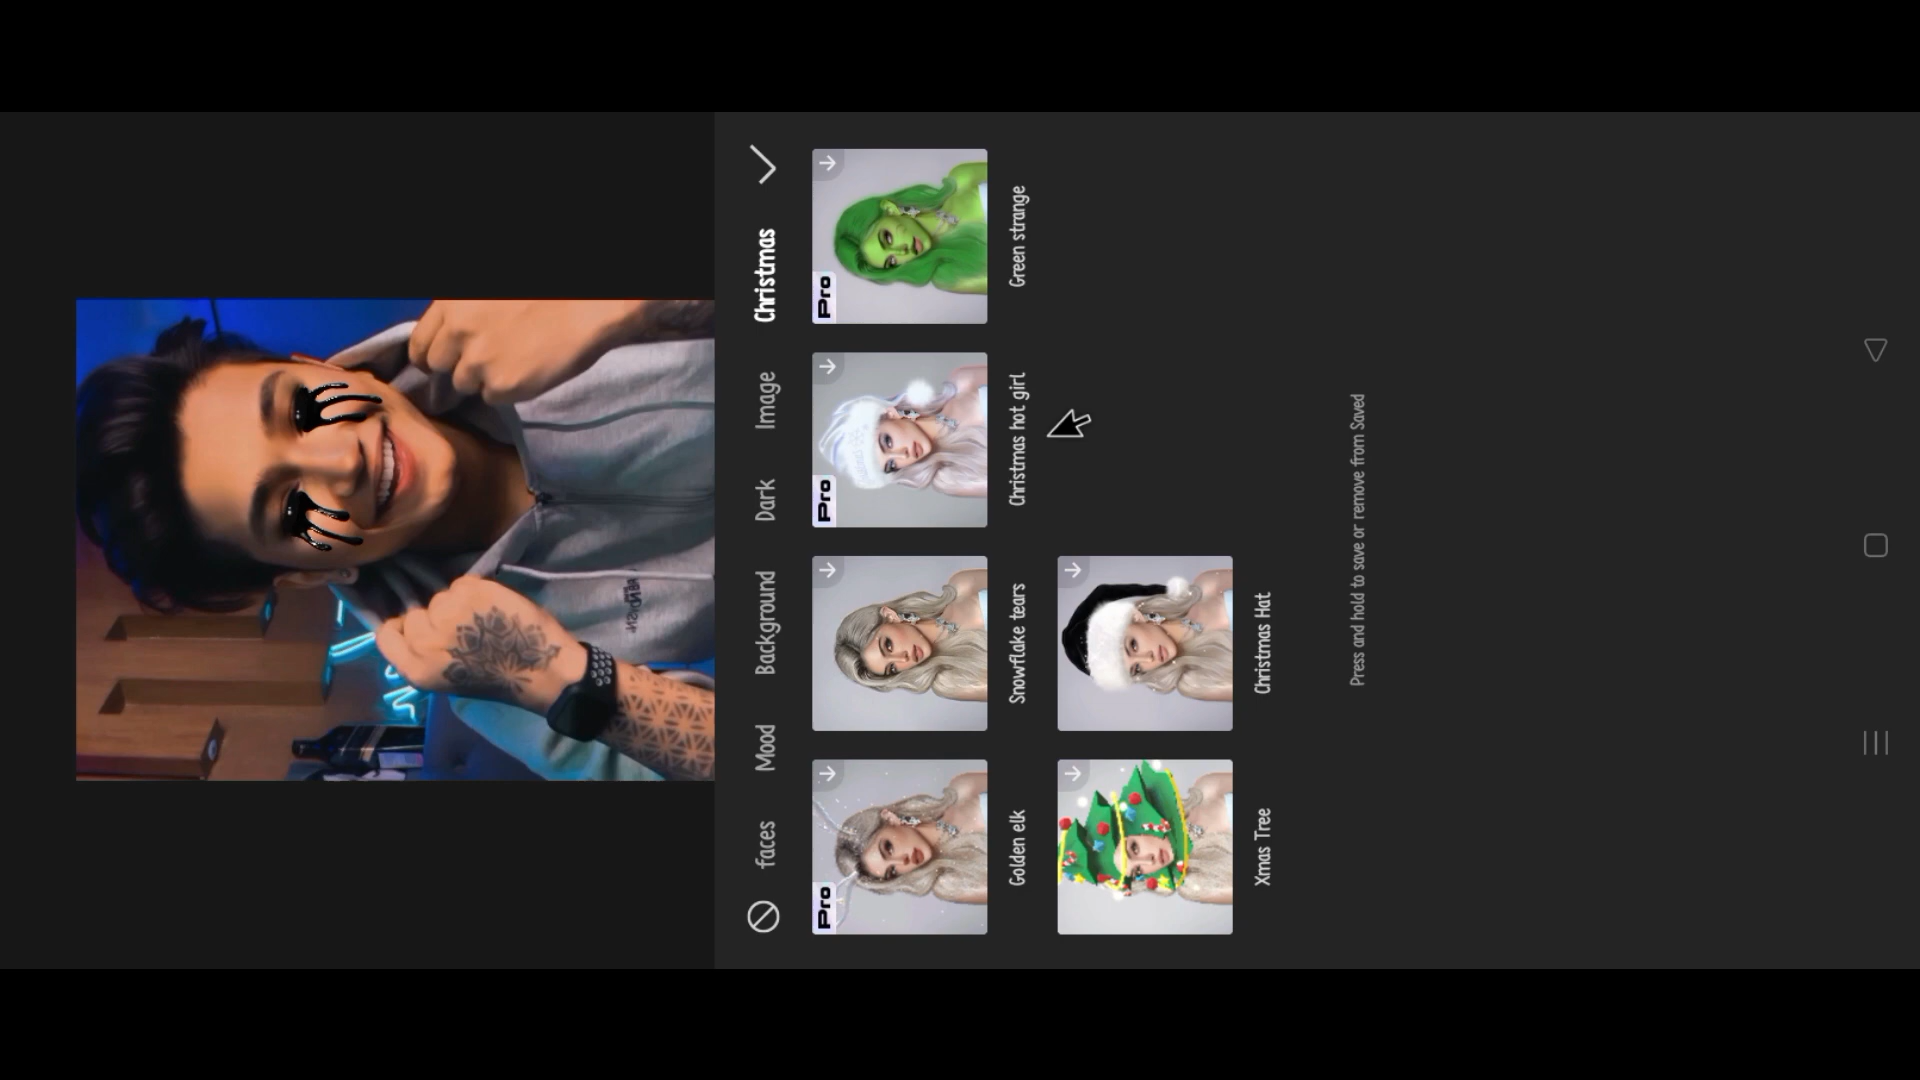 faces Mood Background Dark Image Christmas
Pro
Pro
Pro
Golden elk
Snowflake tears
Christmas hot girl
Green strange
Xmas Tree
Christmas Hat
Press and hold to save or remove from Saved